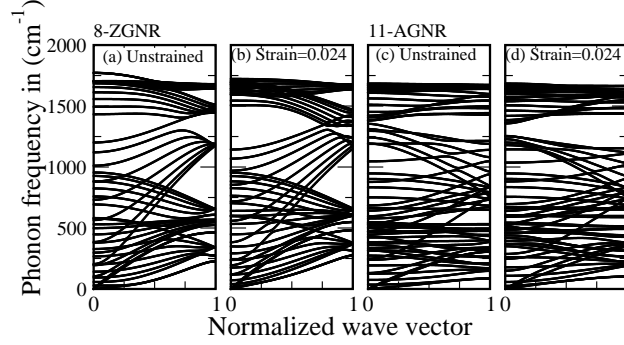 8-ZGNR 11-AGNR
(a) Unstrained (b) Strain=0.024 (c) Unstrained (d) Strain=0.024
Phonon frequency in (cm⁻¹)
2000
1500
1000
500
0
0 1 0 1 0 1 0 1
Normalized wave vector